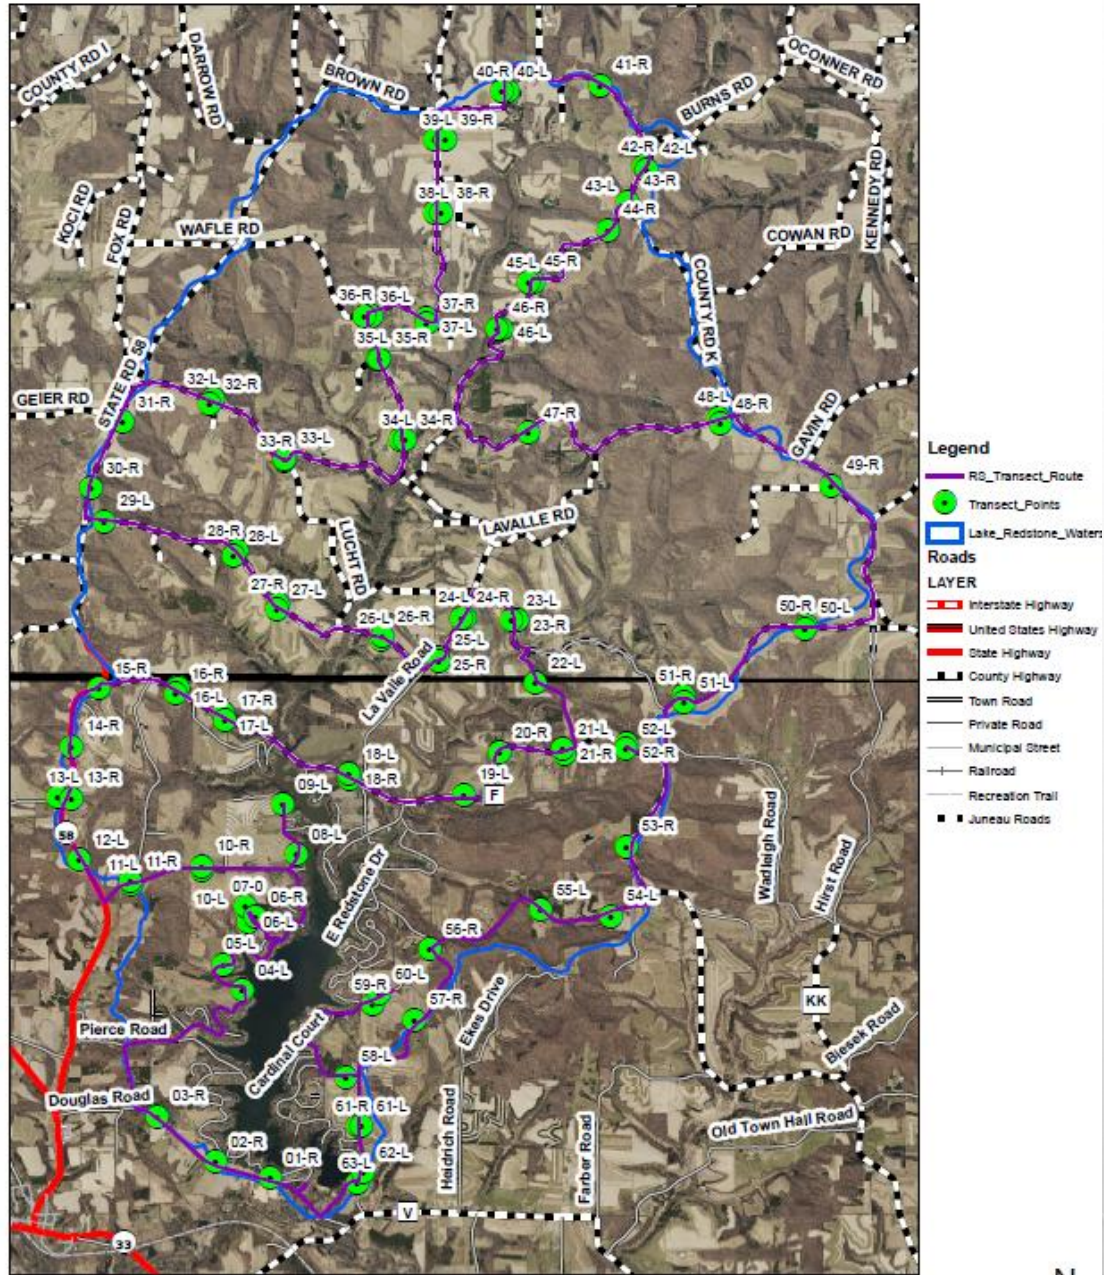 COUNTY RD I
DARROW RD
BROWN RD
40-R 40-L
41-R
BURNS RD
OCONNER RD
39-L 39-R
42-R 42-L
KOCI RD
FOX RD
WAFLE RD
38-L 38-R
43-L 43-R
44-R
COWAN RD
KENNEDY RD
45-L 45-R
COUNTY RD K
36-R 36-L
37-R
37-L
46-R
46-L
35-L 35-R
STATE RD 58
GEIER RD
31-R
32-L 32-R
33-R 33-L
34-L 34-R
47-R
48-L 48-R
GAVIN RD
49-R
30-R
29-L
28-R 28-L
LUCHT RD
LAVALLE RD
27-R 27-L
26-L 26-R
24-L 24-R
23-L
23-R
25-L
25-R
La Valle Road
22-L
50-R 50-L
51-R 51-L
15-R
16-R
16-L
17-R
17-L
14-R
20-R
21-L
21-R
52-L
52-R
13-L 13-R
18-L
18-R
19-L
F
09-L
08-L
58
12-L
11-L 11-R
10-R
10-L
07-0
06-R
06-L
05-L
04-L
E Redstone Dr
53-R
54-L
55-L
56-R
Wadleigh Road
Hirst Road
60-L
59-R
57-R
Ekes Drive
KK
Biesek Road
Pierce Road
Cardinal Court
58-L
Douglas Road
03-R
02-R
01-R
61-R 61-L
62-L
63-L
Heidrich Road
Farber Road
Old Town Hall Road
V
33
Legend
RS_Transect_Route
Transect_Points
Lake_Redstone_Waters
Roads
LAYER
Interstate Highway
United States Highway
State Highway
County Highway
Town Road
Private Road
Municipal Street
Railroad
Recreation Trail
Juneau Roads